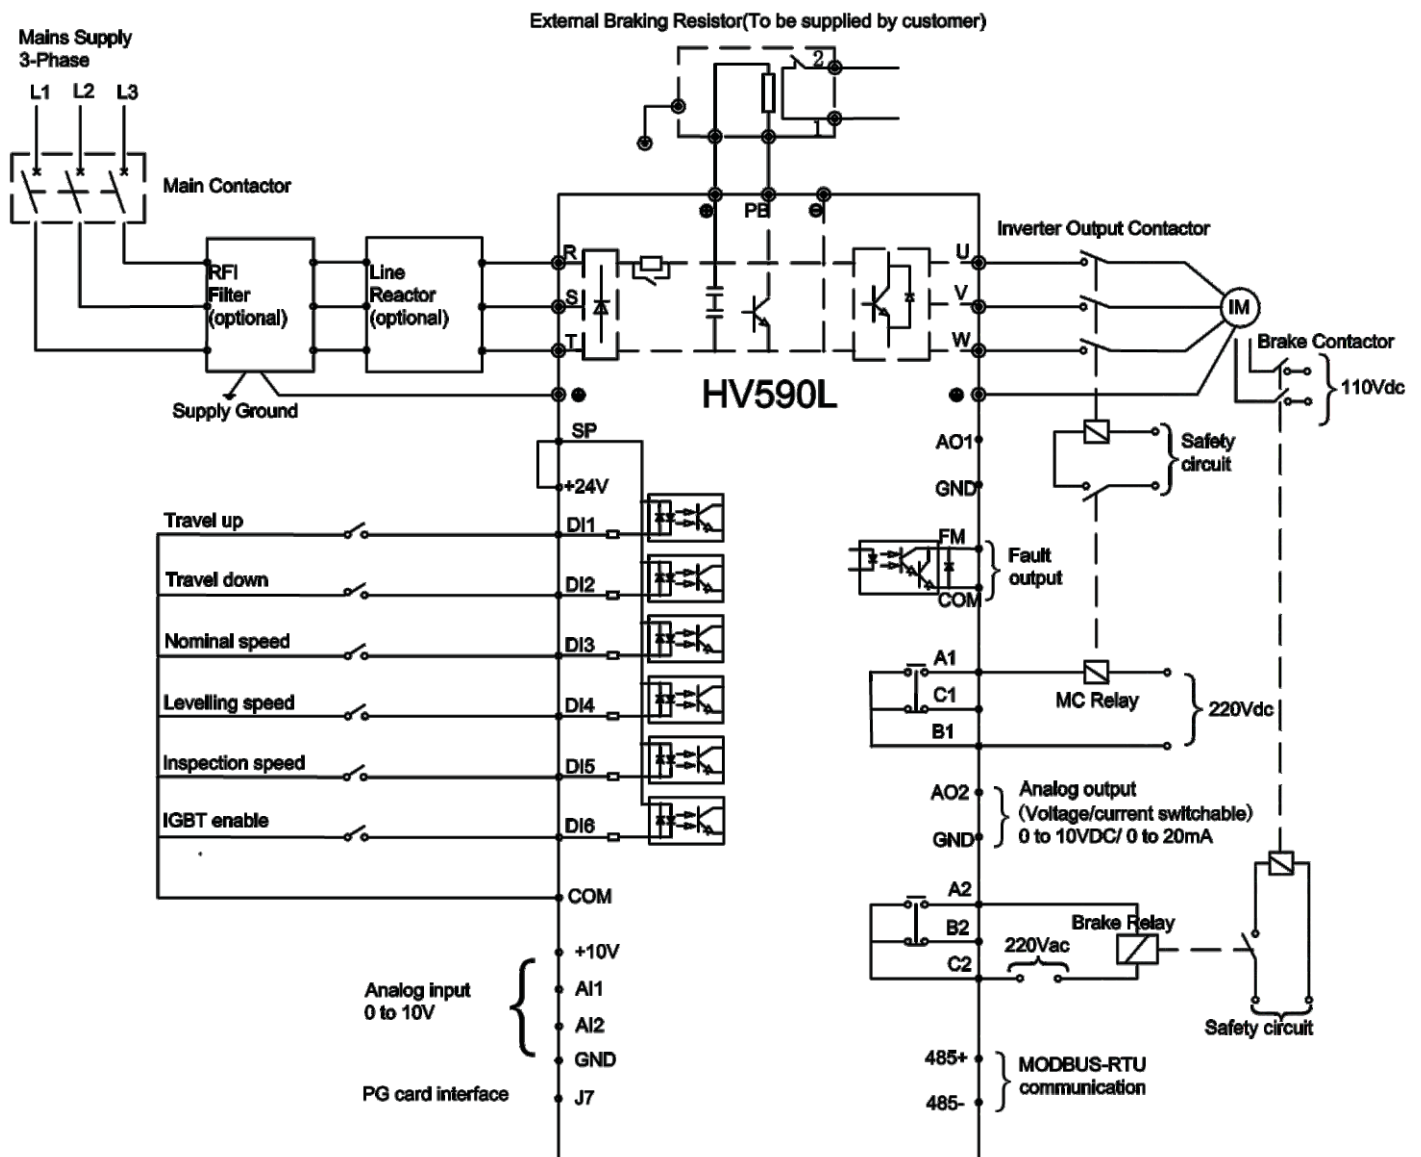 External Braking Resistor(To be supplied by customer)
Mains Supply
3-Phase
L1
L2
L3
2
1
Main Contactor
PB
RFI
Filter
(optional)
Line
Reactor
(optional)
R
S
T
U
V
W
Inverter Output Contactor
IM
Brake Contactor
110Vdc
Supply Ground
HV590L
SP
+24V
Travel up
DI1
Travel down
DI2
Nominal speed
DI3
Levelling speed
DI4
Inspection speed
DI5
IGBT enable
DI6
COM
+10V
Analog input
0 to 10V
AI1
AI2
GND
PG card interface
J7
AO1
GND
Safety
circuit
FM
COM
Fault
output
A1
C1
B1
MC Relay
220Vdc
AO2
GND
Analog output
(Voltage/current switchable)
0 to 10VDC/ 0 to 20mA
A2
B2
C2
Brake Relay
220Vac
Safety circuit
485+
485-
MODBUS-RTU
communication